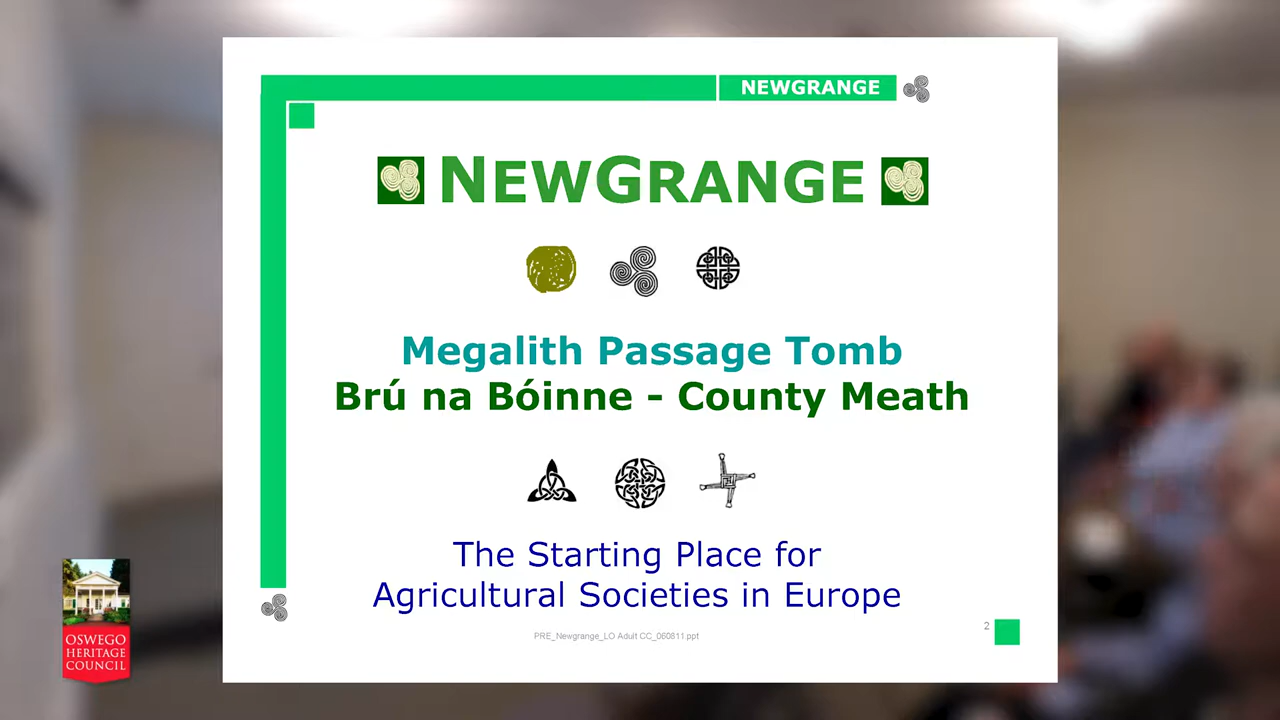 NEWGRANGE
NEWGRANGE
Megalith Passage Tomb
Brú na Bóinne - County Meath
The Starting Place for
Agricultural Societies in Europe
PRE_Newgrange_LO Adult CC_060811.ppt
2
OSWEGO
HERITAGE
COUNCIL